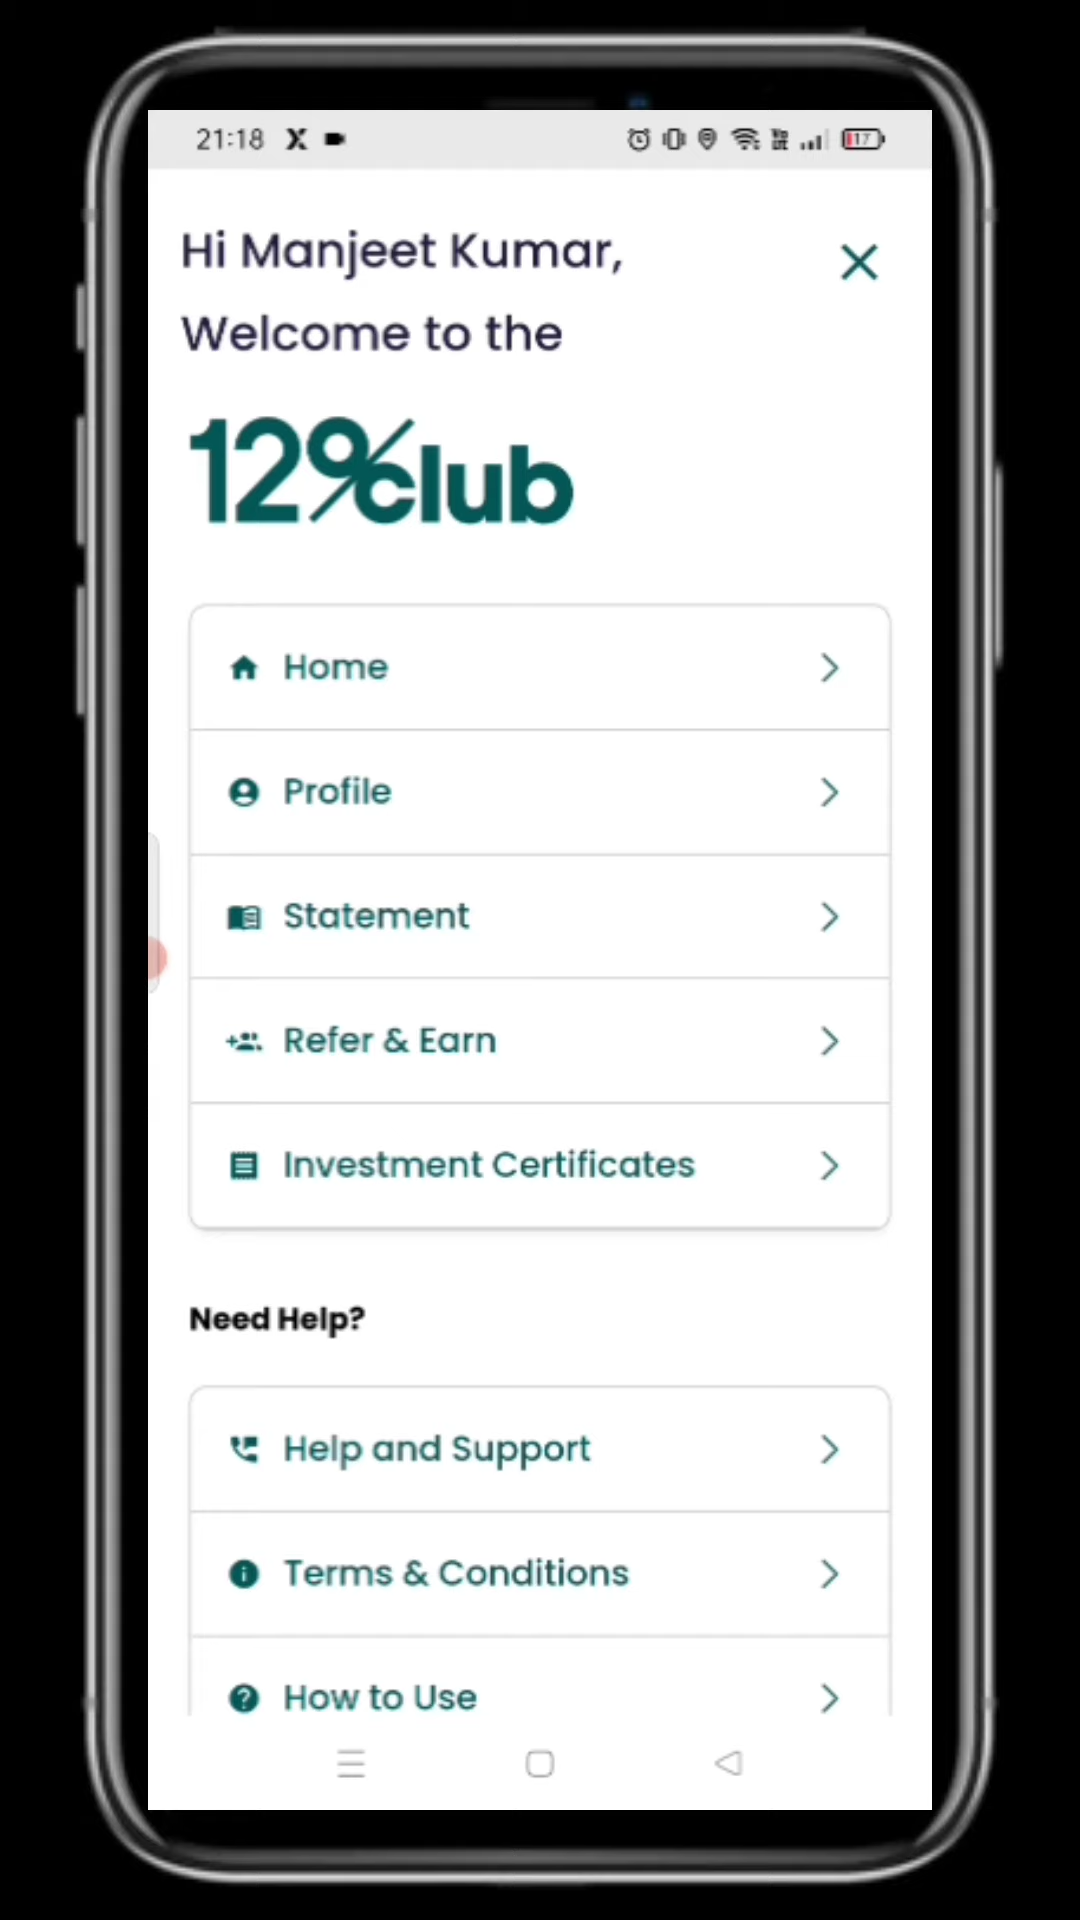 21:18 X
17
Hi Manjeet Kumar,
Welcome to the
12%club
Home
Profile
Statement
Refer & Earn
Investment Certificates
Need Help?
Help and Support
Terms & Conditions
How to Use